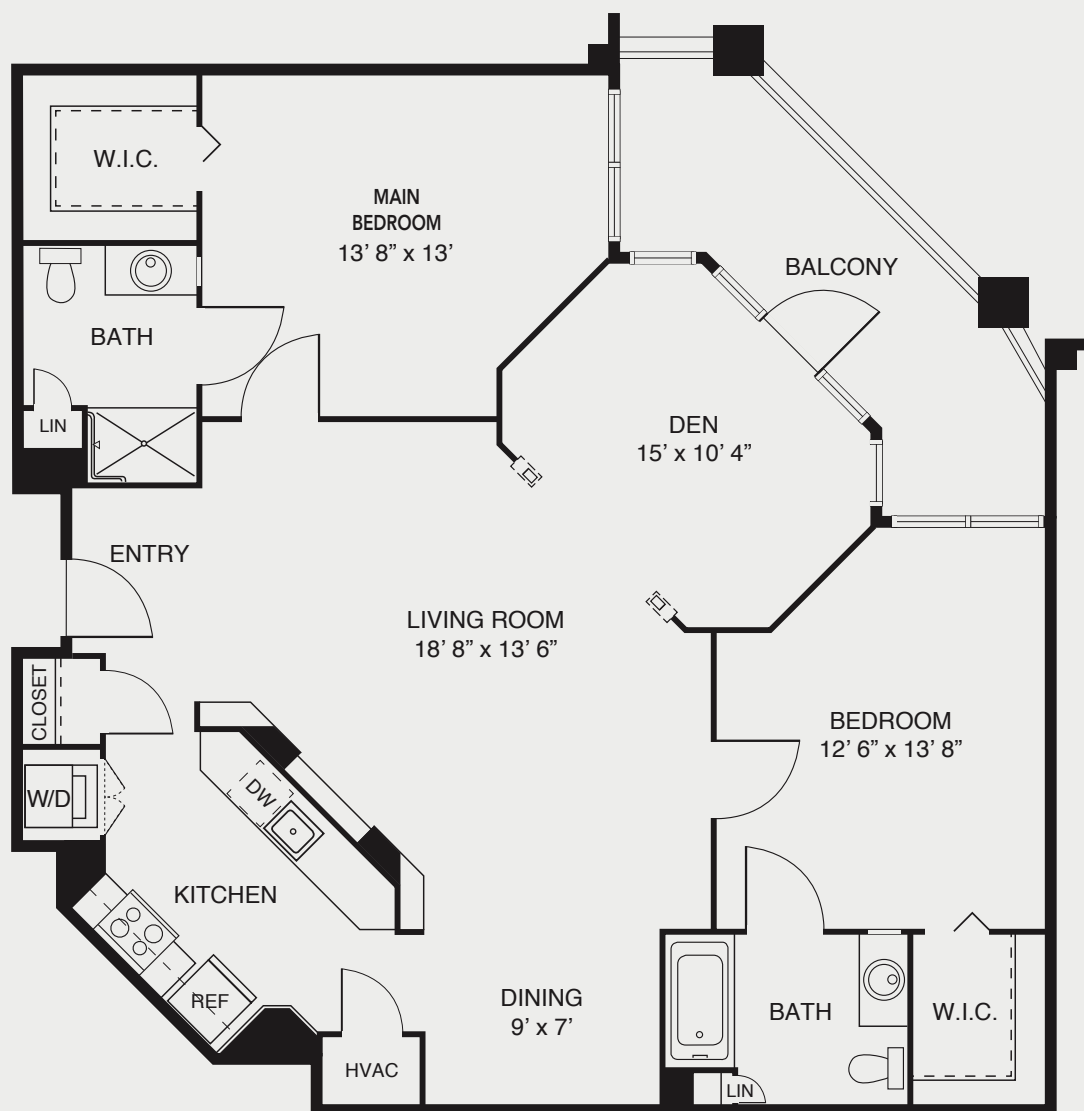 W.I.C.
MAIN
BEDROOM
13’ 8” x 13’
BALCONY
BATH
LIN
DEN
15’ x 10’ 4”
ENTRY
LIVING ROOM
18’ 8” x 13’ 6”
CLOSET
BEDROOM
12’ 6” x 13’ 8”
W/D
DW
KITCHEN
REF
DINING
9’ x 7’
BATH
W.I.C.
HVAC
LIN